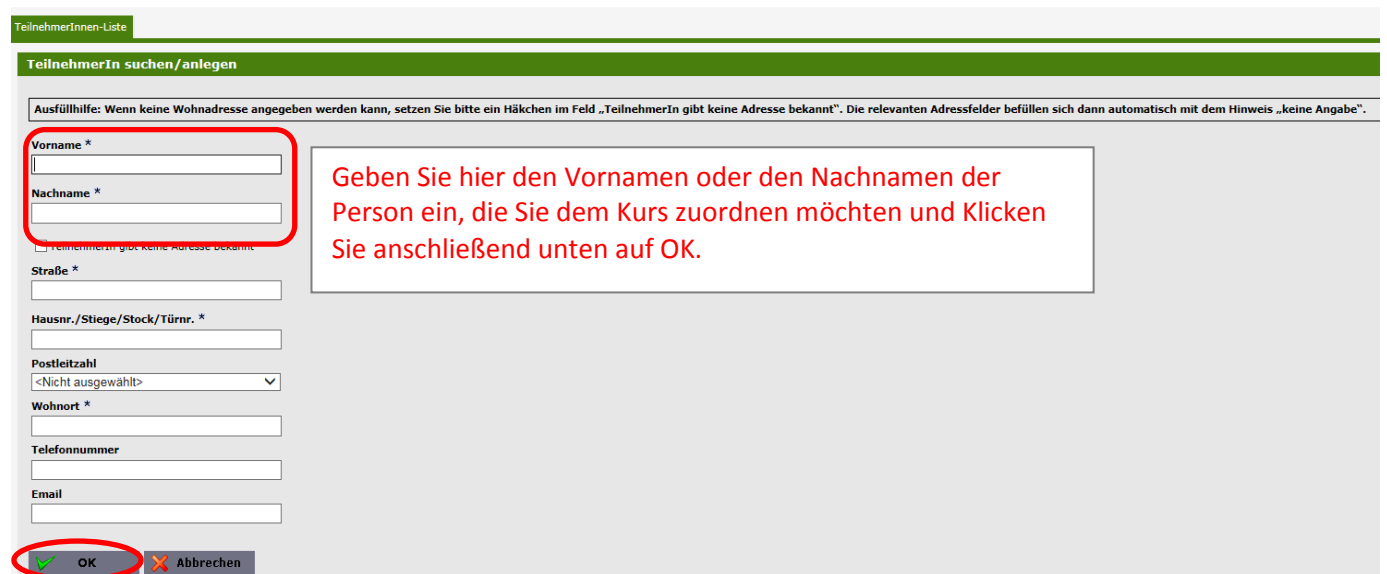 TeilnehmerInnen-Liste
TeilnehmerIn suchen/anlegen
Ausfüllhilfe: Wenn keine Wohnadresse angegeben werden kann, setzen Sie bitte ein Häkchen im Feld „TeilnehmerIn gibt keine Adresse bekannt“. Die relevanten Adressfelder befüllen sich dann automatisch mit dem Hinweis „keine Angabe“.
Vorname *
Nachname *
Geben Sie hier den Vornamen oder den Nachnamen der
Person ein, die Sie dem Kurs zuordnen möchten und Klicken
Sie anschließend unten auf OK.
TeilnehmerIn gibt keine Adresse bekannt
Straße *
Hausnr./Stiege/Stock/Türnr. *
Postleitzahl
<Nicht ausgewählt>
Wohnort *
Telefonnummer
Email
OK
Abbrechen